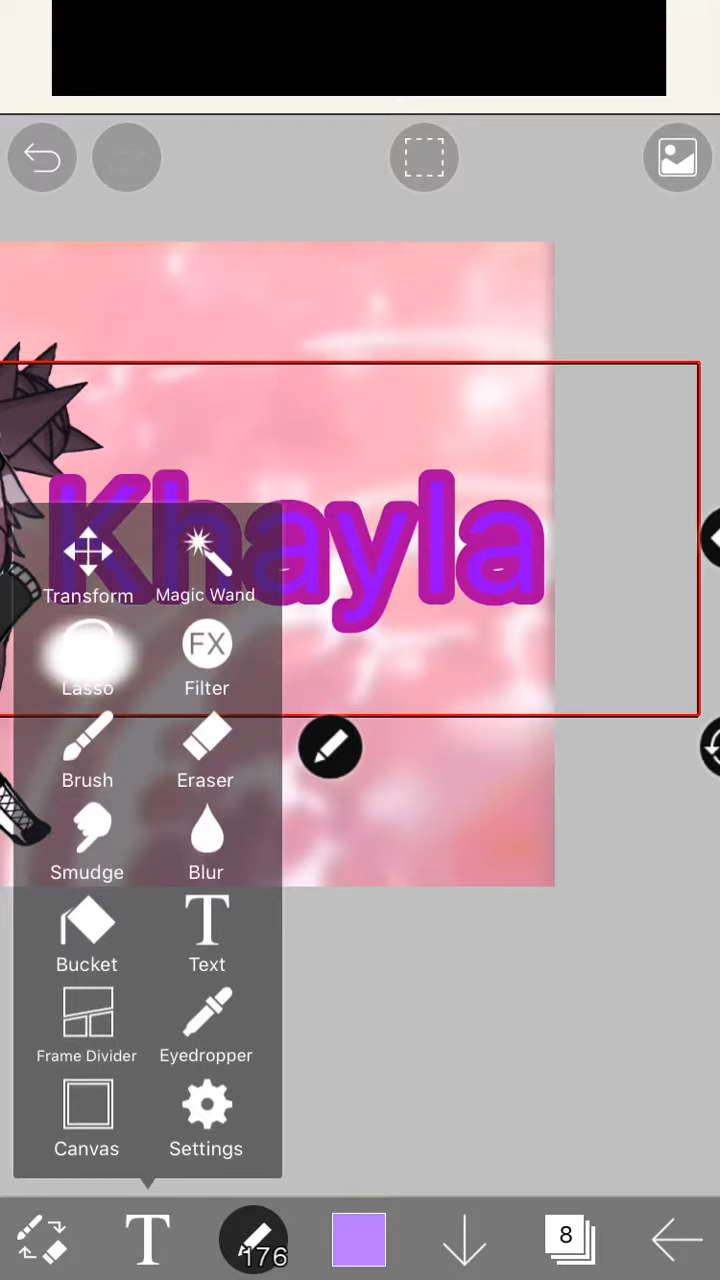 Khayla
Transform Magic Wand
Lasso Filter
FX
Brush Eraser
Smudge Blur
Bucket Text
Frame Divider Eyedropper
Canvas Settings
T 176 8